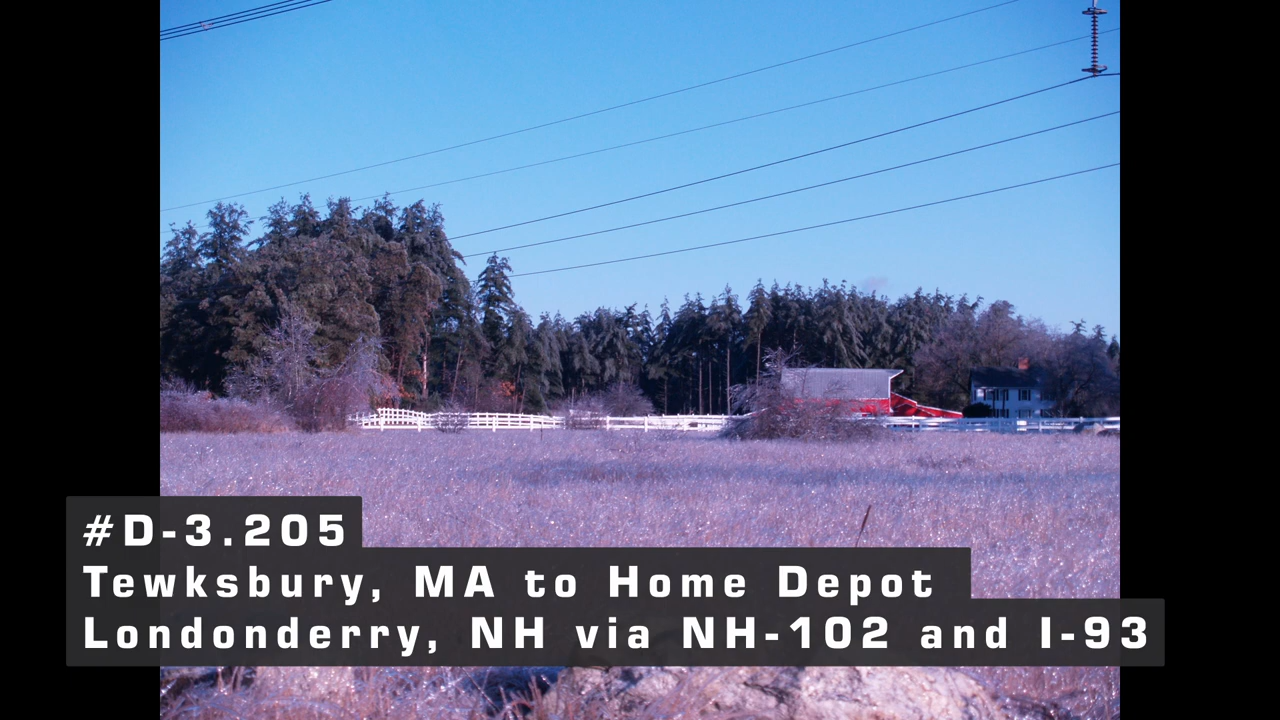 #D-3.205
Tewksbury, MA to Home Depot
Londonderry, NH via NH-102 and I-93